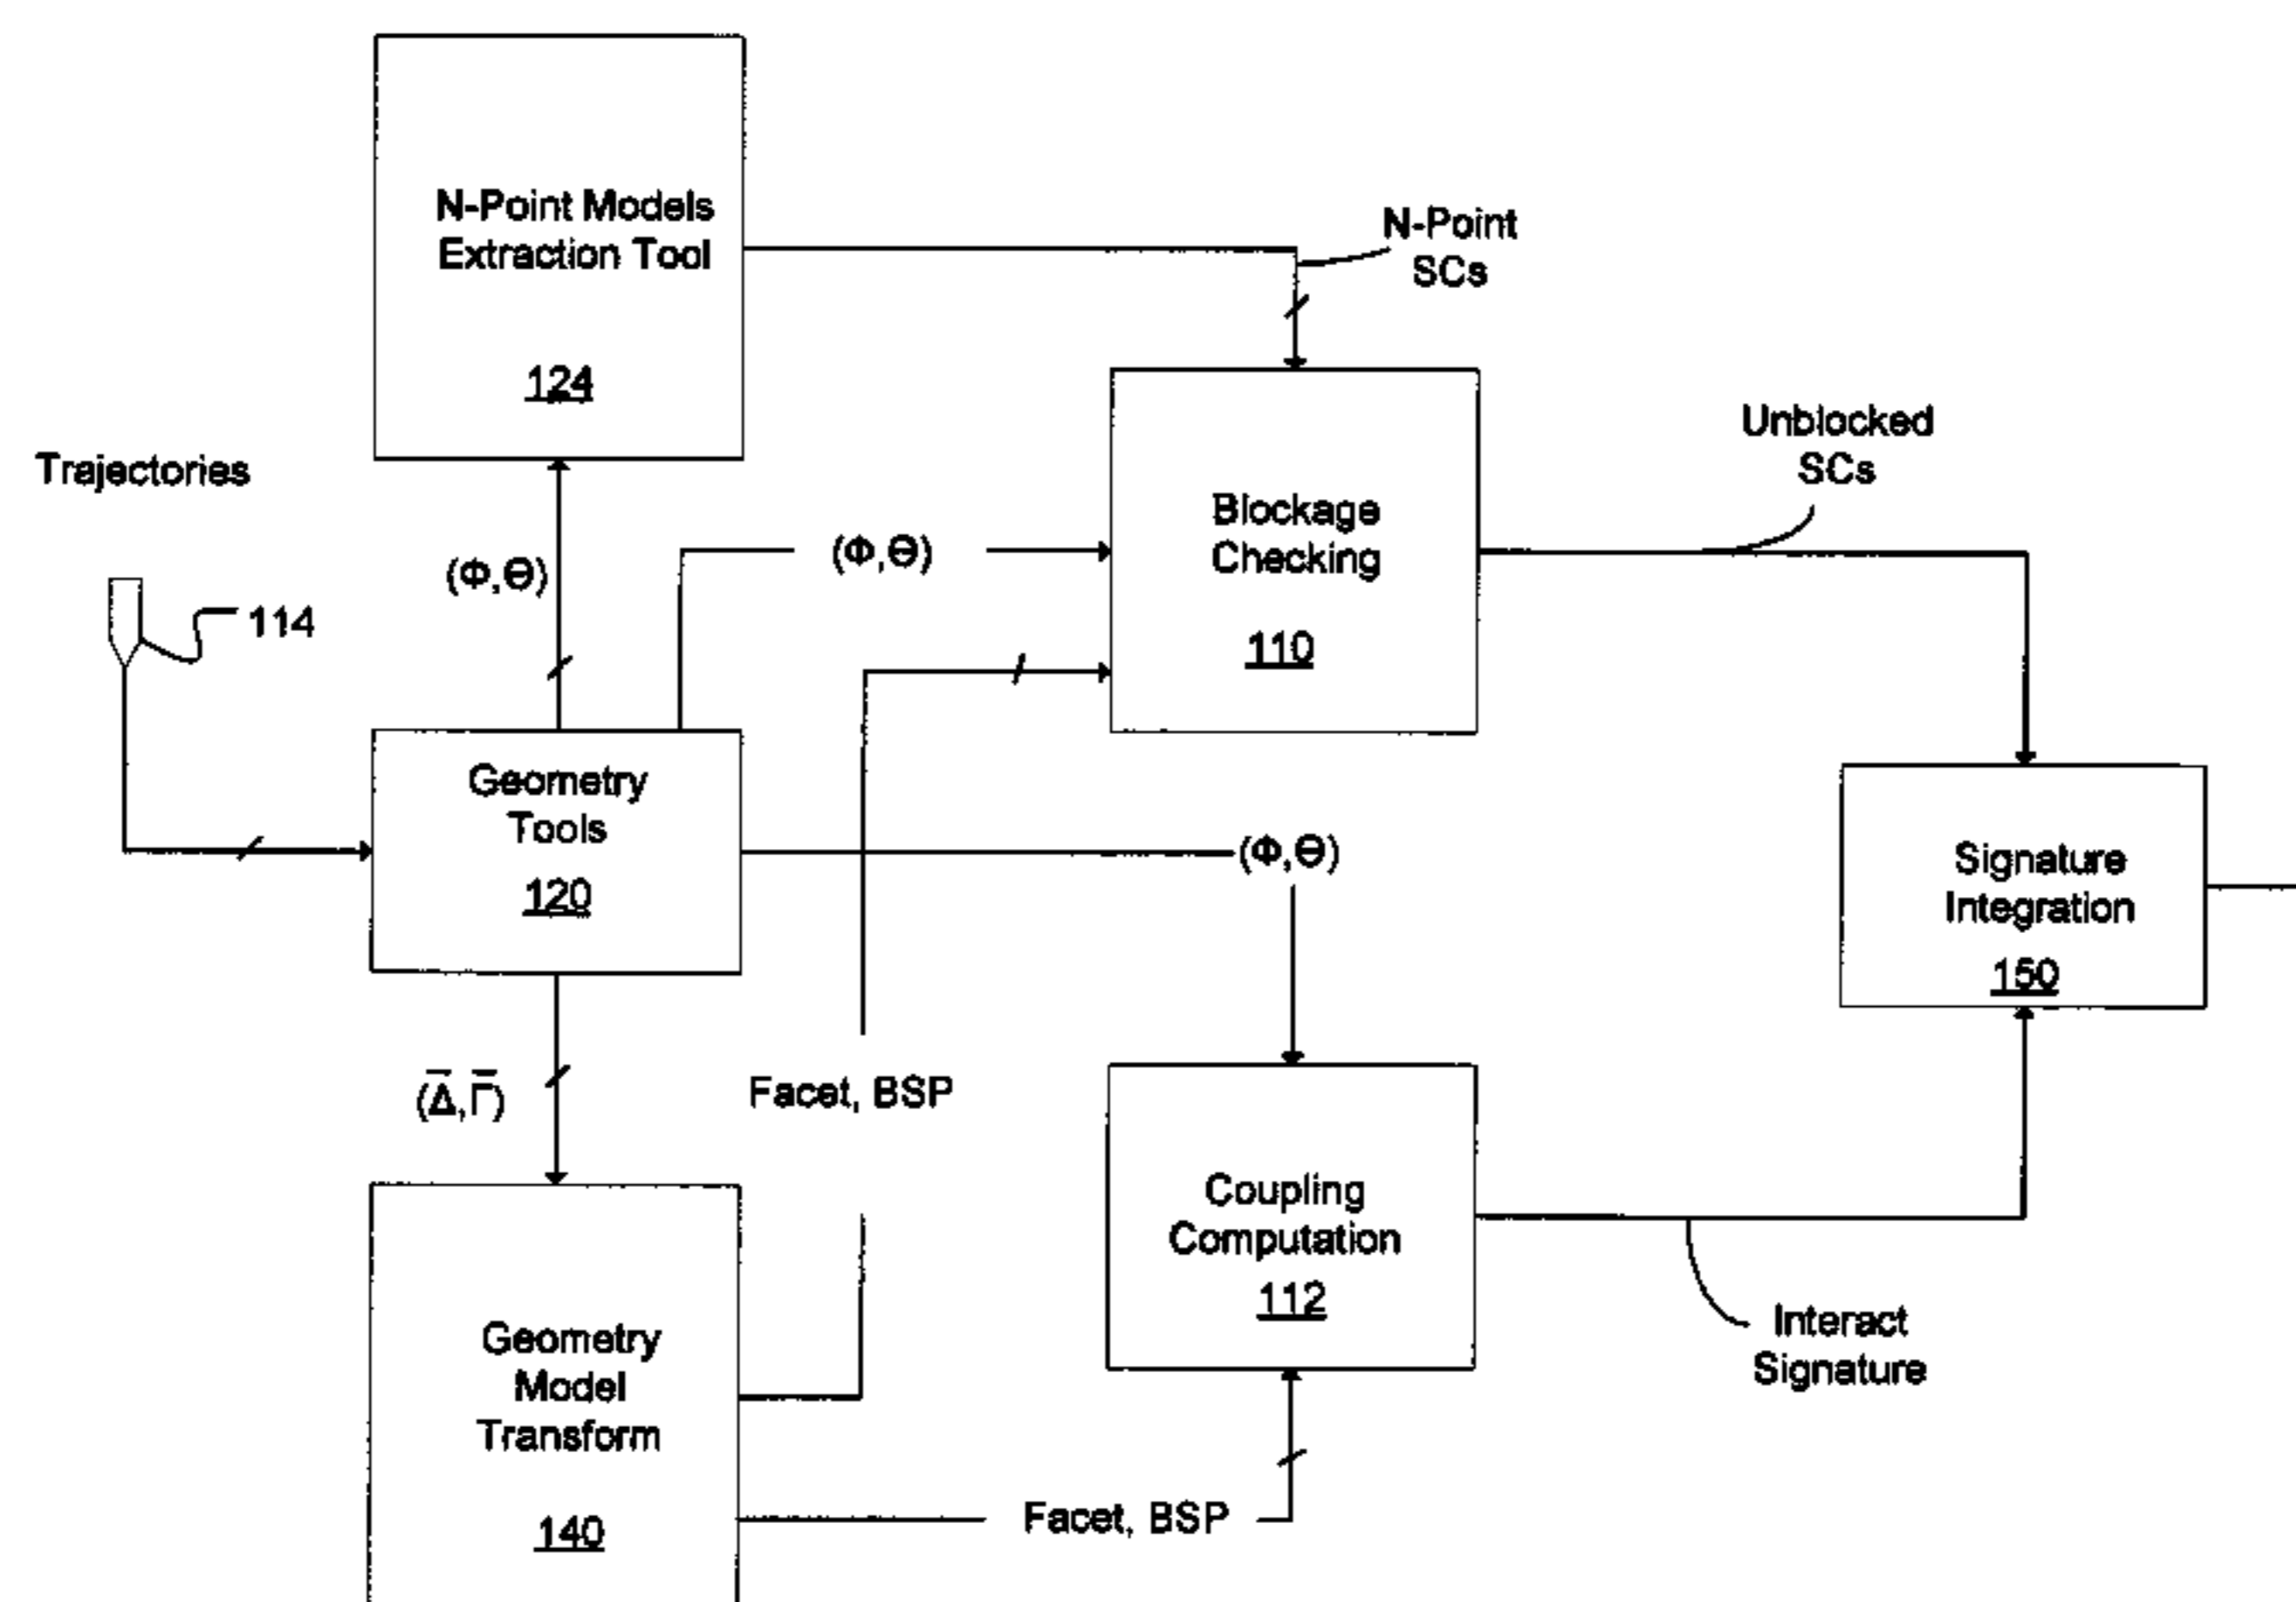 N-Point Models
Extraction Tool
124
N-Point
SCs
Trajectories
114
(Φ,Θ)
(Φ,Θ)
Blockage
Checking
110
Unblocked
SCs
Geometry
Tools
120
(Φ,Θ)
Signature
Integration
150
(Δ̅,Γ̅)
Facet, BSP
Coupling
Computation
112
Interact
Signature
Geometry
Model
Transform
140
Facet, BSP